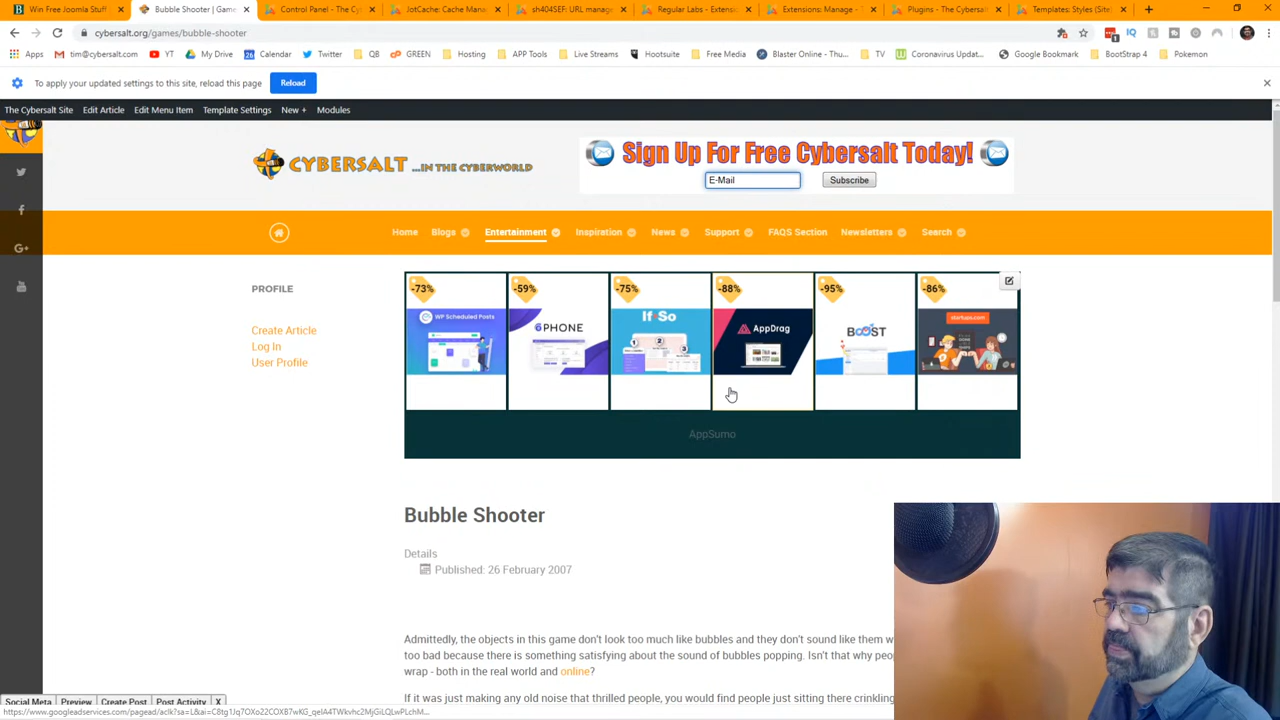 Win Free Joomla Stuff
Bubble Shooter | Game
Control Panel - The Cy
JotCache: Cache Mana
sh404SEF: URL manage
Regular Labs - Extensi
Extensions: Manage - T
Plugins - The Cybersalt
Templates: Styles (Site)
cybersalt.org/games/bubble-shooter
Apps
tim@cybersalt.com
YT
My Drive
Calendar
Twitter
QB
GREEN
Hosting
APP Tools
Live Streams
Hootsuite
Free Media
Blaster Online - Thu...
TV
Coronavirus Updat...
Google Bookmark
BootStrap 4
Pokemon
To apply your updated settings to this site, reload this page
Reload
The Cybersalt Site
Edit Article
Edit Menu Item
Template Settings
New +
Modules
CYBERSALT ...IN THE CYBERWORLD
Sign Up For Free Cybersalt Today!
E-Mail
Subscribe
Home
Blogs
Entertainment
Inspiration
News
Support
FAQS Section
Newsletters
Search
PROFILE
Create Article
Log In
User Profile
-73%
-59%
-75%
-88%
-95%
-86%
WP Scheduled Posts
6PHONE
If So
AppDrag
BOOST
startups.com
AppSumo
Bubble Shooter
Details
Published: 26 February 2007
Admittedly, the objects in this game don't look too much like bubbles and they don't sound like them w
too bad because there is something satisfying about the sound of bubbles popping. Isn't that why peop
wrap - both in the real world and online?
If it was just making any old noise that thrilled people, you would find people just sitting there crinkling
Social Meta
Preview
Create Post
Post Activity
X